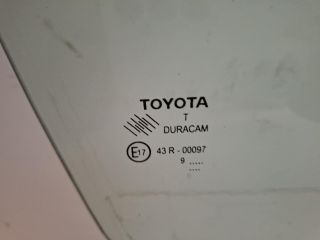 TOYOTA
T
DURACAM
E17 43 R - 00097
9 .....
....